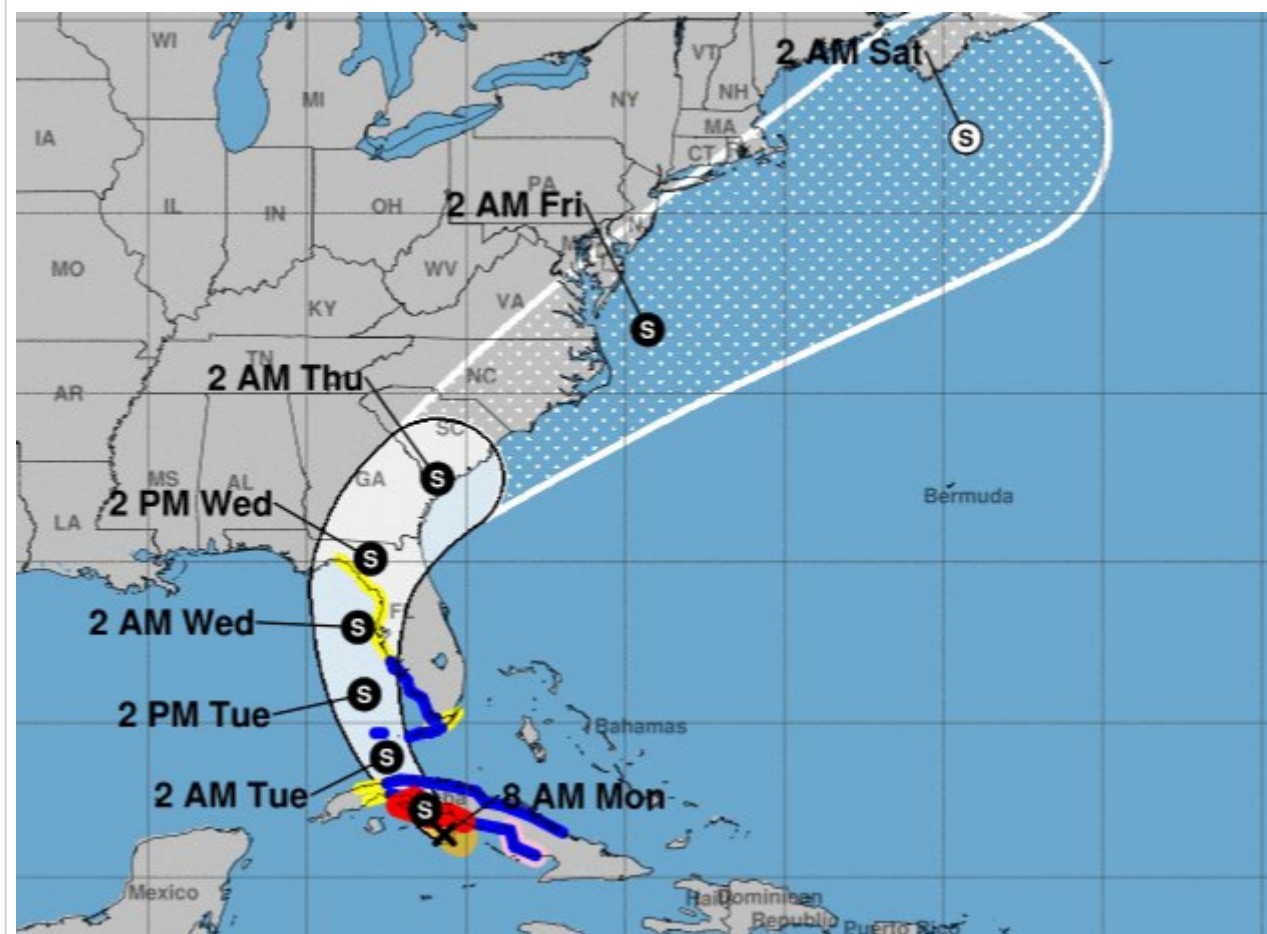 WI
2 AM Sat
VT
MI
NY
NH
IA
MA
CT
PA
2 AM Fri
IL
IN
OH
MO
WV
VA
KY
TN
2 AM Thu
NC
AR
SC
MS
AL
GA
2 PM Wed
Bermuda
LA
S
S
S
S
S
S
S
S
FL
2 AM Wed
2 PM Tue
Bahamas
2 AM Tue
8 AM Mon
Mexico
Dominican
Republic
Puerto Rico